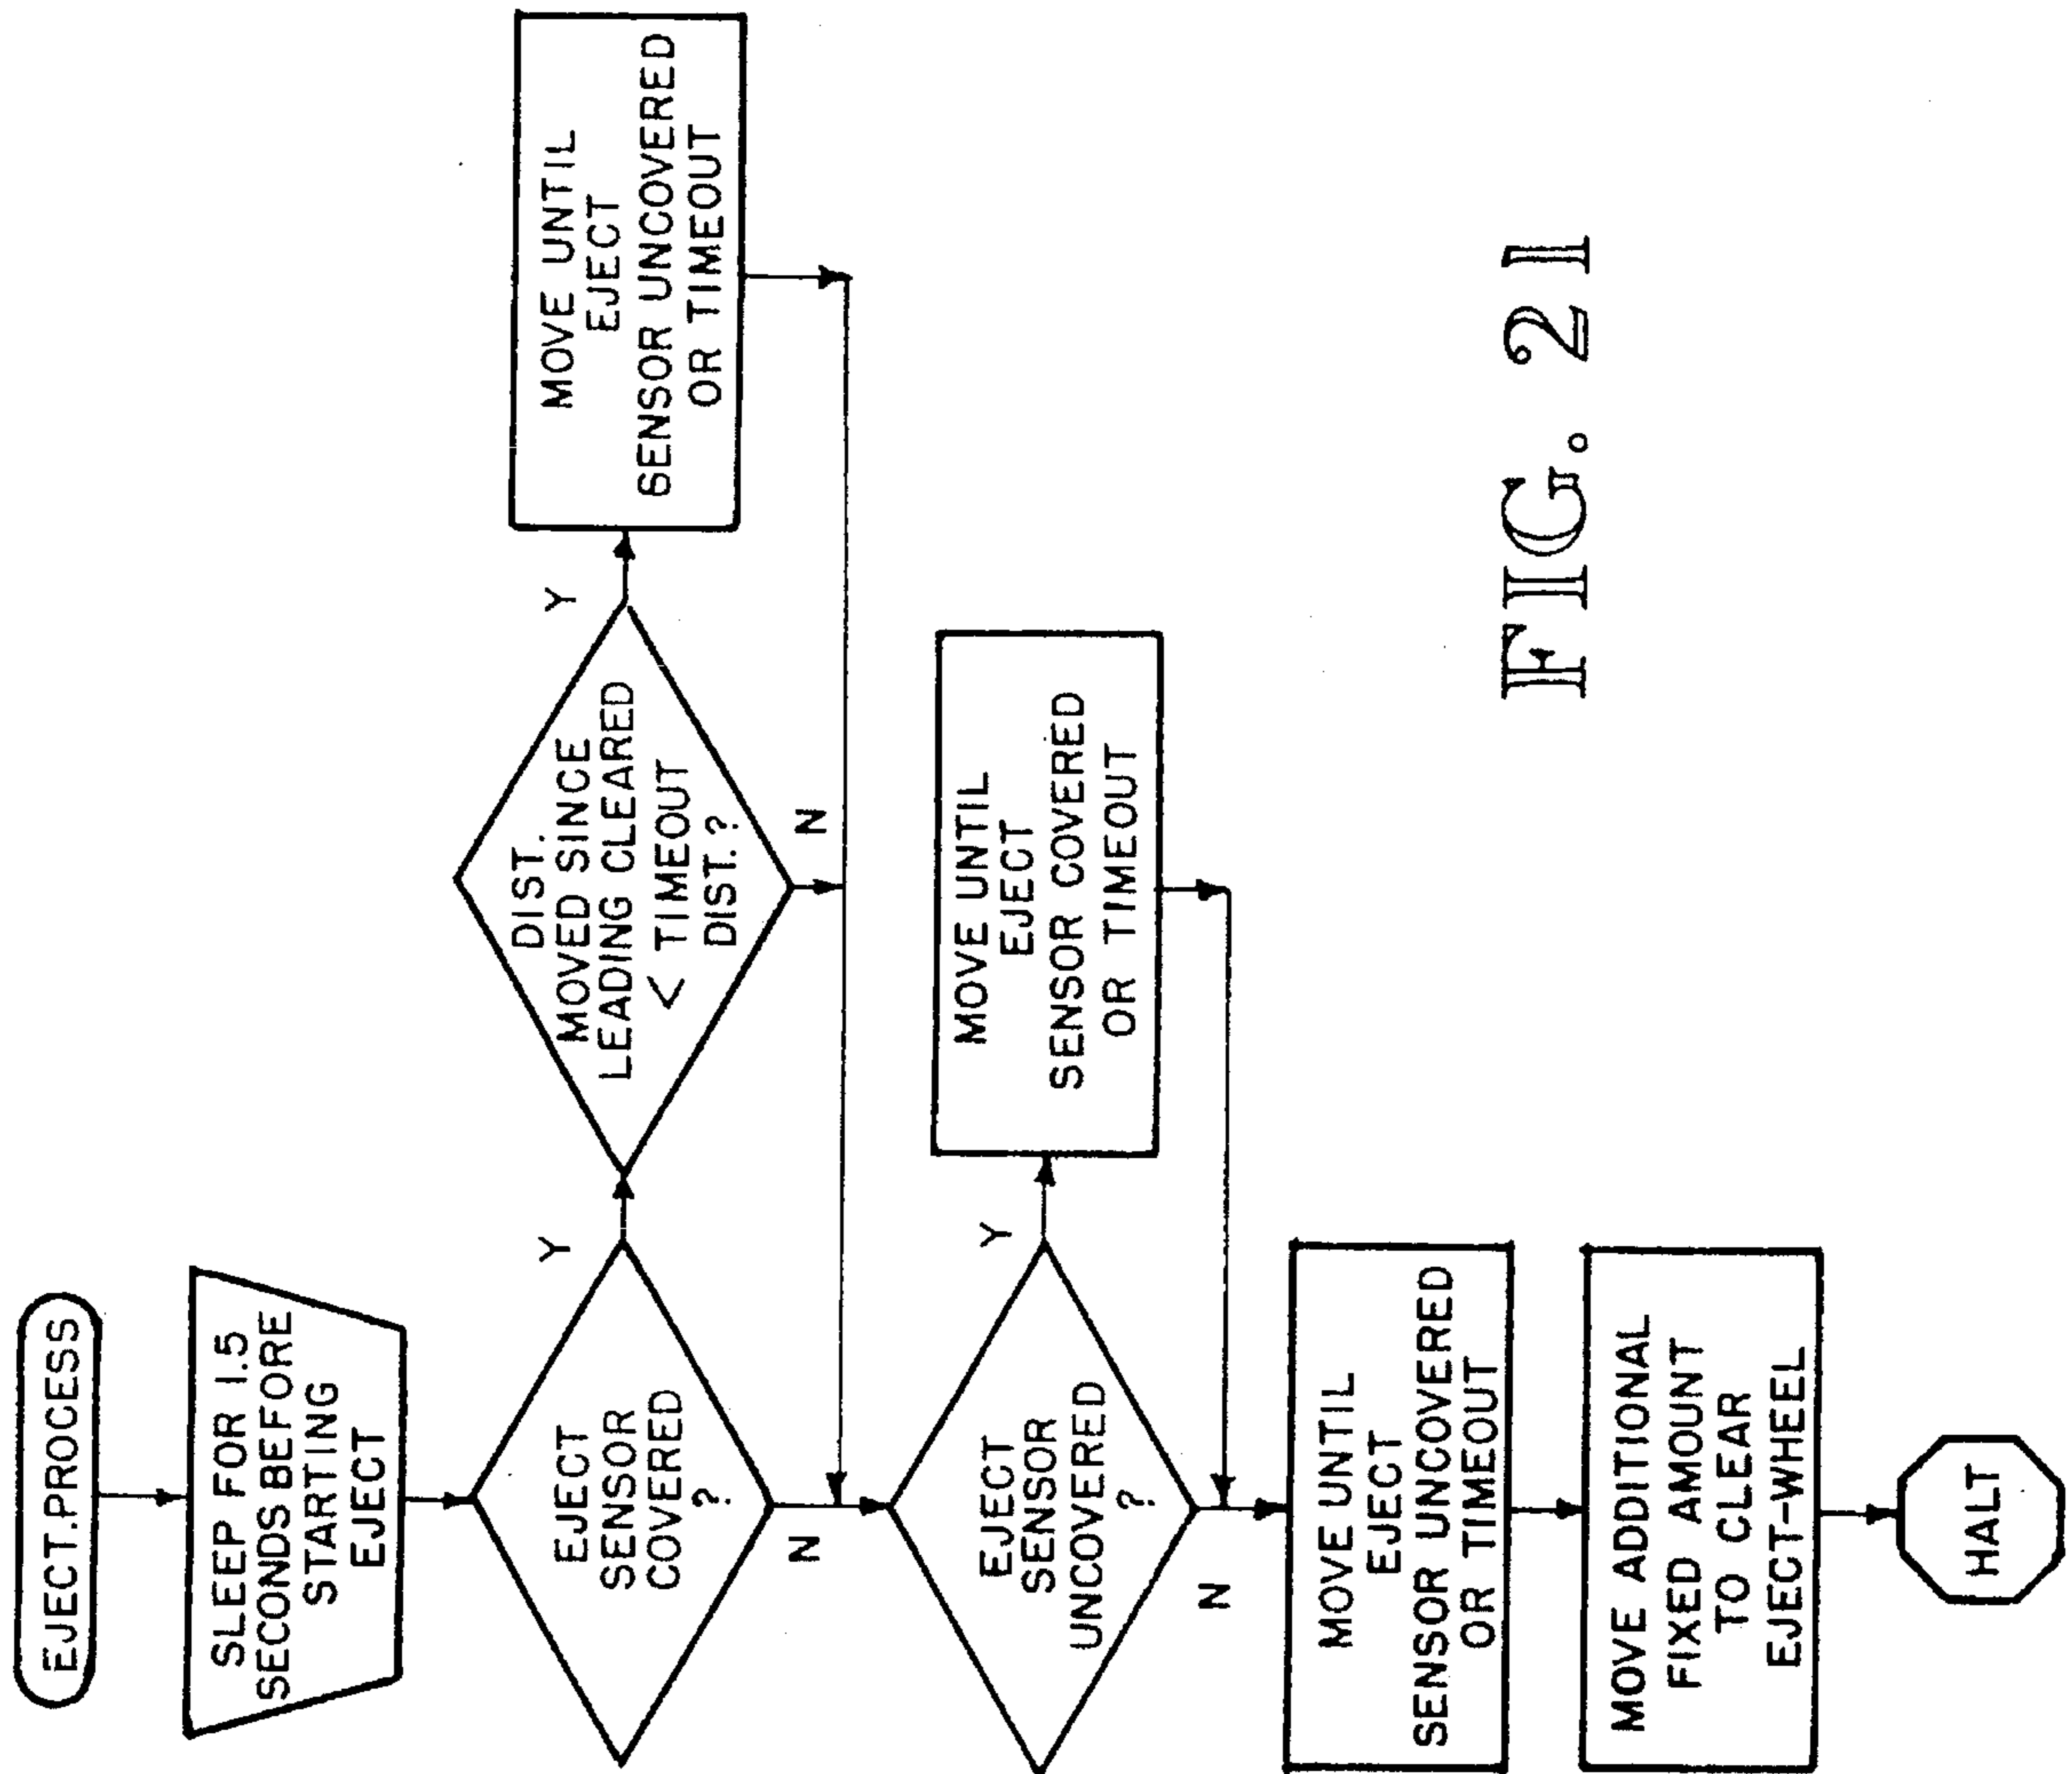 EJECT.PROCESS
SLEEP FOR 1.5
SECONDS BEFORE
STARTING
EJECT
EJECT
SENSOR
COVERED
?
Y
N
DIST.
MOVED SINCE
LEADING CLEARED
< TIMEOUT
DIST.?
Y
N
MOVE UNTIL
EJECT
SENSOR UNCOVERED
OR TIMEOUT
EJECT
SENSOR
UNCOVERED
?
Y
N
MOVE UNTIL
EJECT
SENSOR COVERED
OR TIMEOUT
MOVE UNTIL
EJECT
SENSOR UNCOVERED
OR TIMEOUT
MOVE ADDITIONAL
FIXED AMOUNT
TO CLEAR
EJECT-WHEEL
HALT
FIG. 21